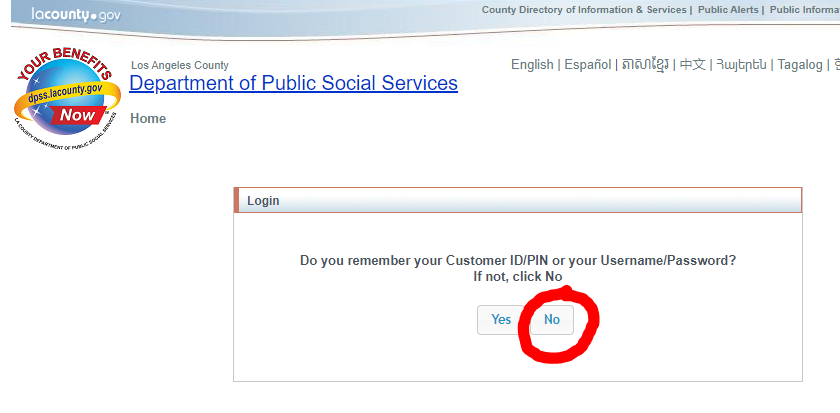 lacounty.gov
County Directory of Information & Services | Public Alerts | Public Informa
YOUR BENEFITS
dpss.lacounty.gov
Now
LA COUNTY DEPARTMENT OF PUBLIC SOCIAL SERVICES
Los Angeles County
Department of Public Social Services
English | Español | ភាសាខ្មែរ | 中文 | Հայերեն | Tagalog |
Home
Login
Do you remember your Customer ID/PIN or your Username/Password?
If not, click No
Yes No